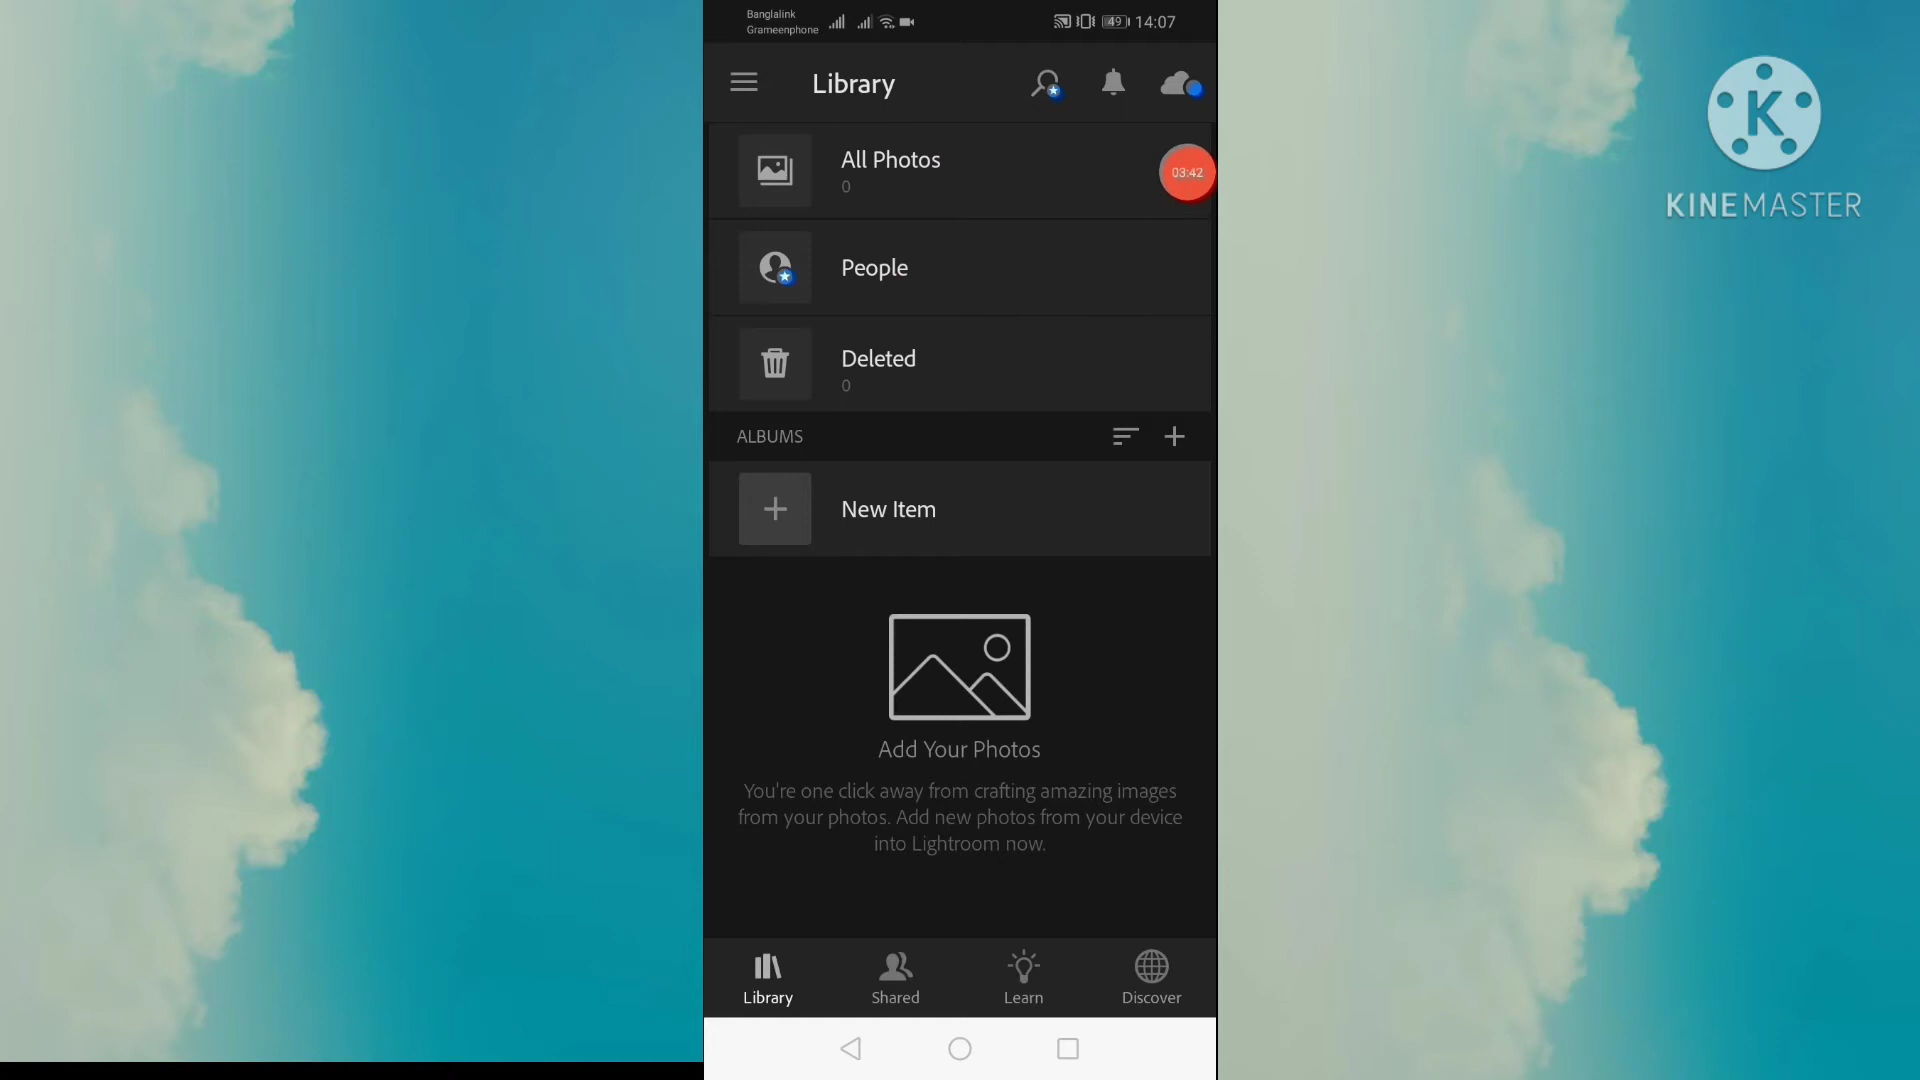 Banglalink
Grameenphone
49
14:07
Library
KINEMASTER
All Photos
0
03:42
People
Deleted
0
ALBUMS
New Item
Add Your Photos
You're one click away from crafting amazing images
from your photos. Add new photos from your device
into Lightroom now.
Library
Shared
Learn
Discover